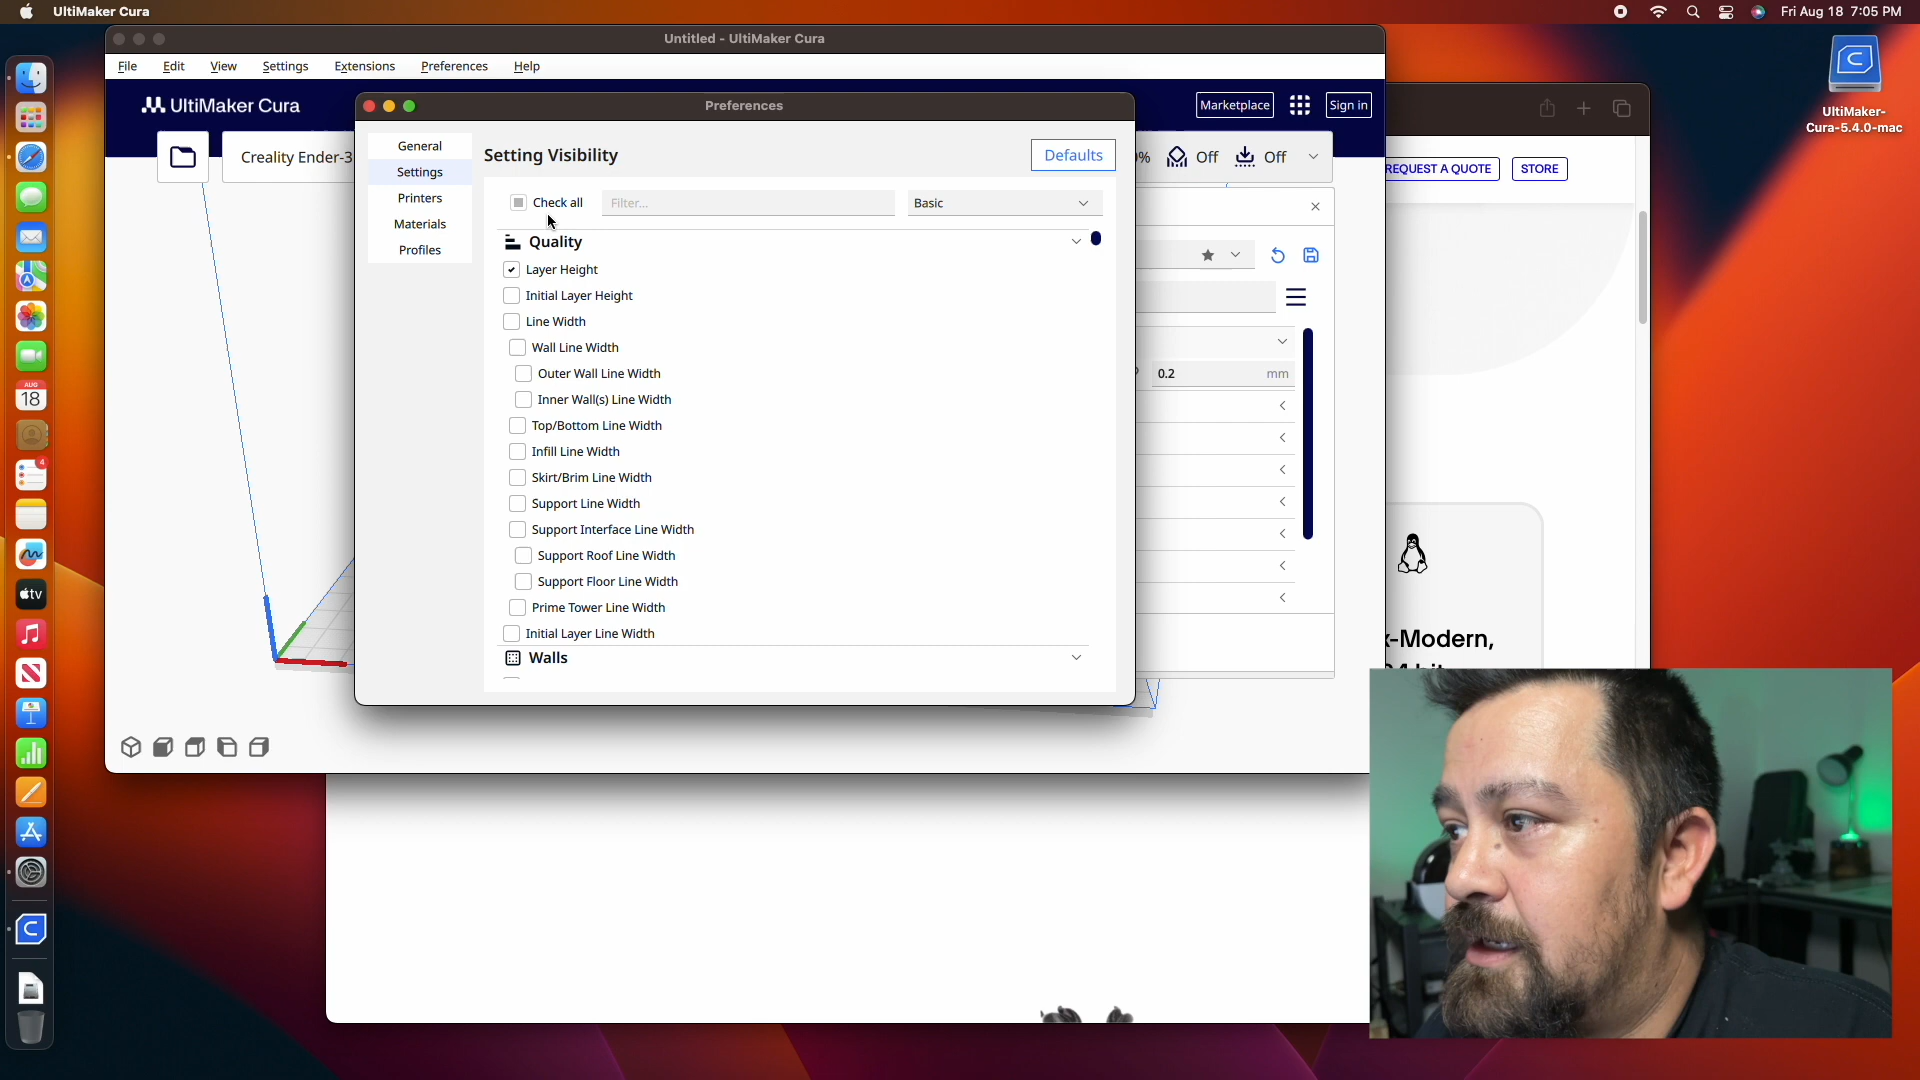 UltiMaker Cura
Fri Aug 18 7:05 PM
Untitled - UltiMaker Cura
File Edit View Settings Extensions Preferences Help
UltiMaker Cura
Marketplace
Sign in
Preferences
UltiMaker-
Cura-5.4.0-mac
Creality Ender-3
General
Settings
Printers
Materials
Profiles
Setting Visibility
Defaults
% Off Off
REQUEST A QUOTE
STORE
Check all
Filter...
Basic
Quality
Layer Height
Initial Layer Height
Line Width
Wall Line Width
Outer Wall Line Width
Inner Wall(s) Line Width
Top/Bottom Line Width
Infill Line Width
Skirt/Brim Line Width
Support Line Width
Support Interface Line Width
Support Roof Line Width
Support Floor Line Width
Prime Tower Line Width
Initial Layer Line Width
Walls
0.2 mm
-Modern,
AUG
18
4
tv
C